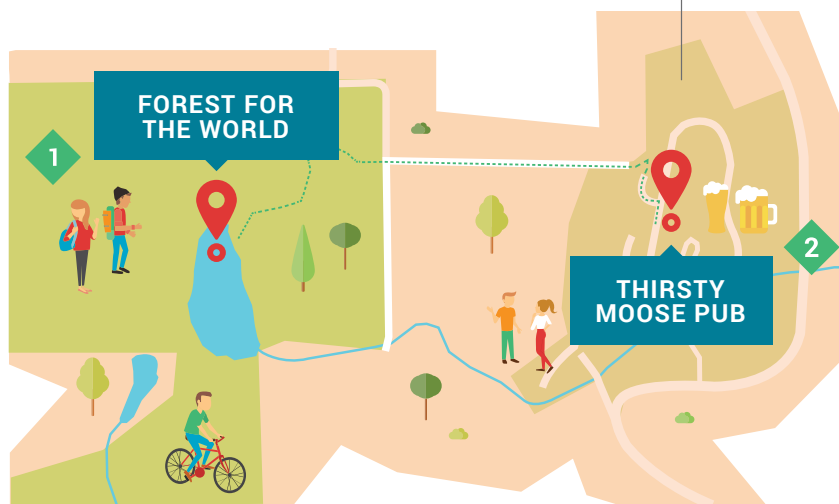 FOREST FOR
THE WORLD
1
THIRSTY
MOOSE PUB
2